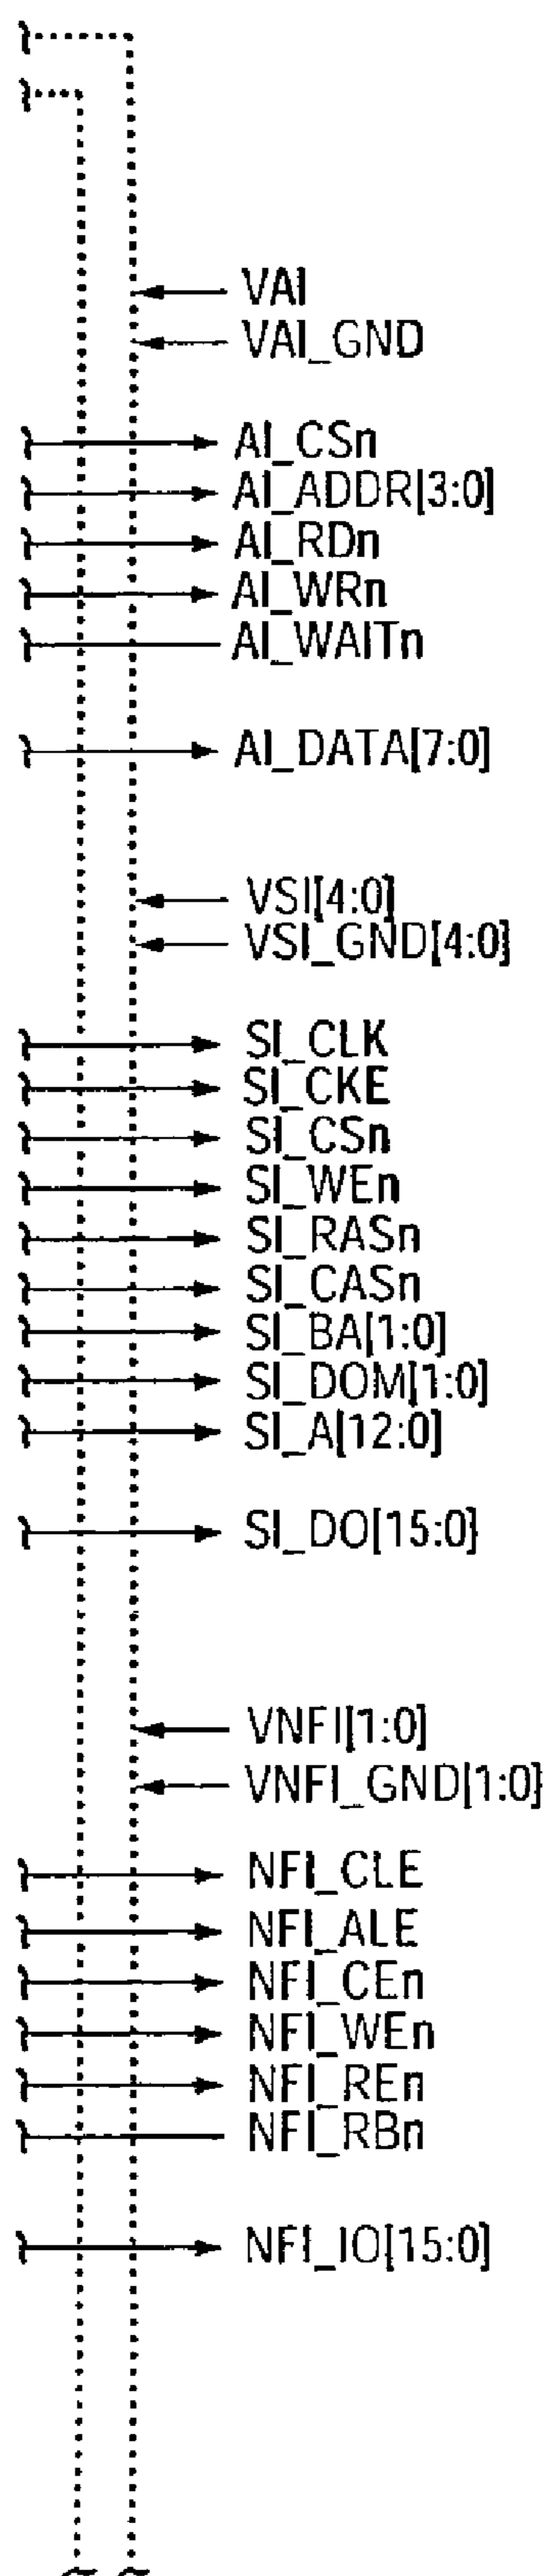 VAI
VAI_GND
AI_CSn
AI_ADDR[3:0]
AI_RDn
AI_WRn
AI_WAITn
AI_DATA[7:0]
VSI[4:0]
VSI_GND[4:0]
SI_CLK
SI_CKE
SI_CSn
SI_WEn
SI_RASn
SI_CASn
SI_BA[1:0]
SI_DOM[1:0]
SI_A[12:0]
SI_DO[15:0]
VNFI[1:0]
VNFI_GND[1:0]
NFI_CLE
NFI_ALE
NFI_CEn
NFI_WEn
NFI_REn
NFI_RBn
NFI_IO[15:0]